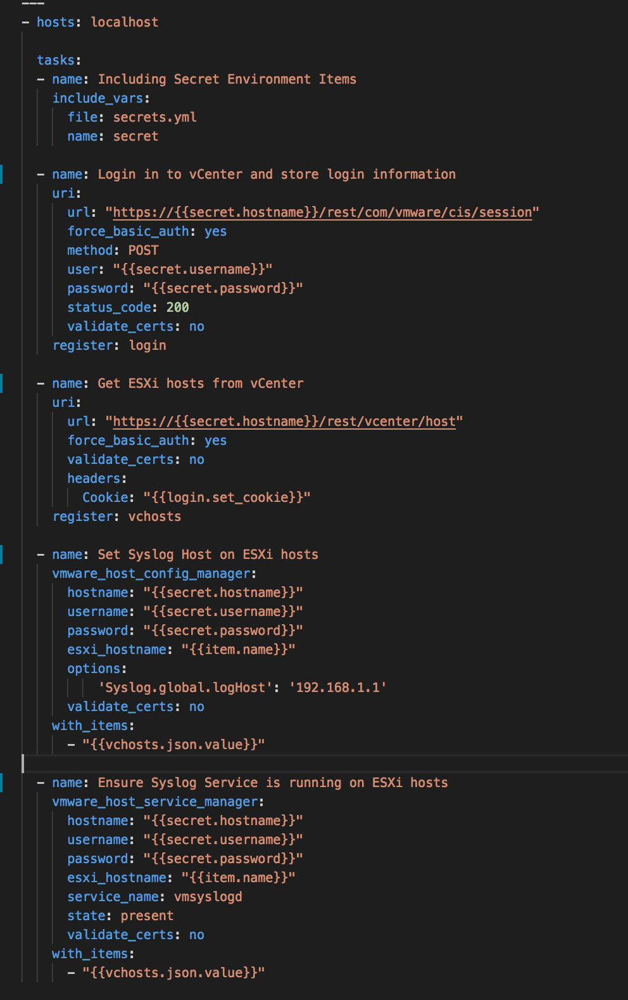 ---
- hosts: localhost
tasks:
- name: Including Secret Environment Items
include_vars:
file: secrets.yml
name: secret
- name: Login in to vCenter and store login information
uri:
url: "https://{{secret.hostname}}/rest/com/vmware/cis/session"
force_basic_auth: yes
method: POST
user: "{{secret.username}}"
password: "{{secret.password}}"
status_code: 200
validate_certs: no
register: login
- name: Get ESXi hosts from vCenter
uri:
url: "https://{{secret.hostname}}/rest/vcenter/host"
force_basic_auth: yes
validate_certs: no
headers:
Cookie: "{{login.set_cookie}}"
register: vchosts
- name: Set Syslog Host on ESXi hosts
vmware_host_config_manager:
hostname: "{{secret.hostname}}"
username: "{{secret.username}}"
password: "{{secret.password}}"
esxi_hostname: "{{item.name}}"
options:
'Syslog.global.logHost': '192.168.1.1'
validate_certs: no
with_items:
- "{{vchosts.json.value}}"
- name: Ensure Syslog Service is running on ESXi hosts
vmware_host_service_manager:
hostname: "{{secret.hostname}}"
username: "{{secret.username}}"
password: "{{secret.password}}"
esxi_hostname: "{{item.name}}"
service_name: vmsyslogd
state: present
validate_certs: no
with_items:
- "{{vchosts.json.value}}"